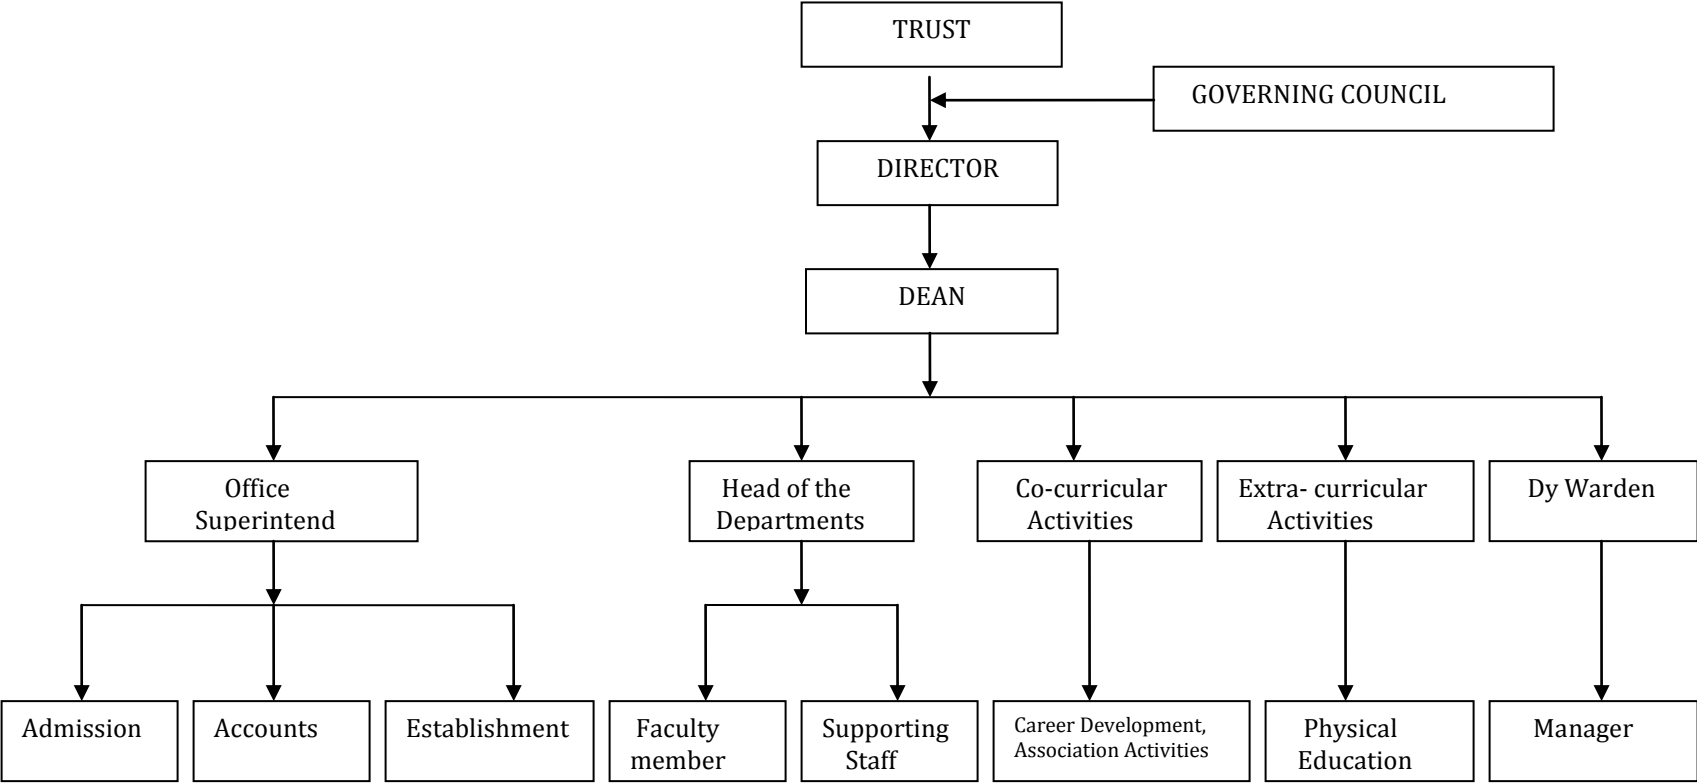 TRUST
GOVERNING COUNCIL
DIRECTOR
DEAN
Office
Superintend
Head of the
Departments
Co-curricular
Activities
Extra- curricular
Activities
Dy Warden
Admission
Accounts
Establishment
Faculty
member
Supporting
Staff
Career Development,
Association Activities
Physical
Education
Manager